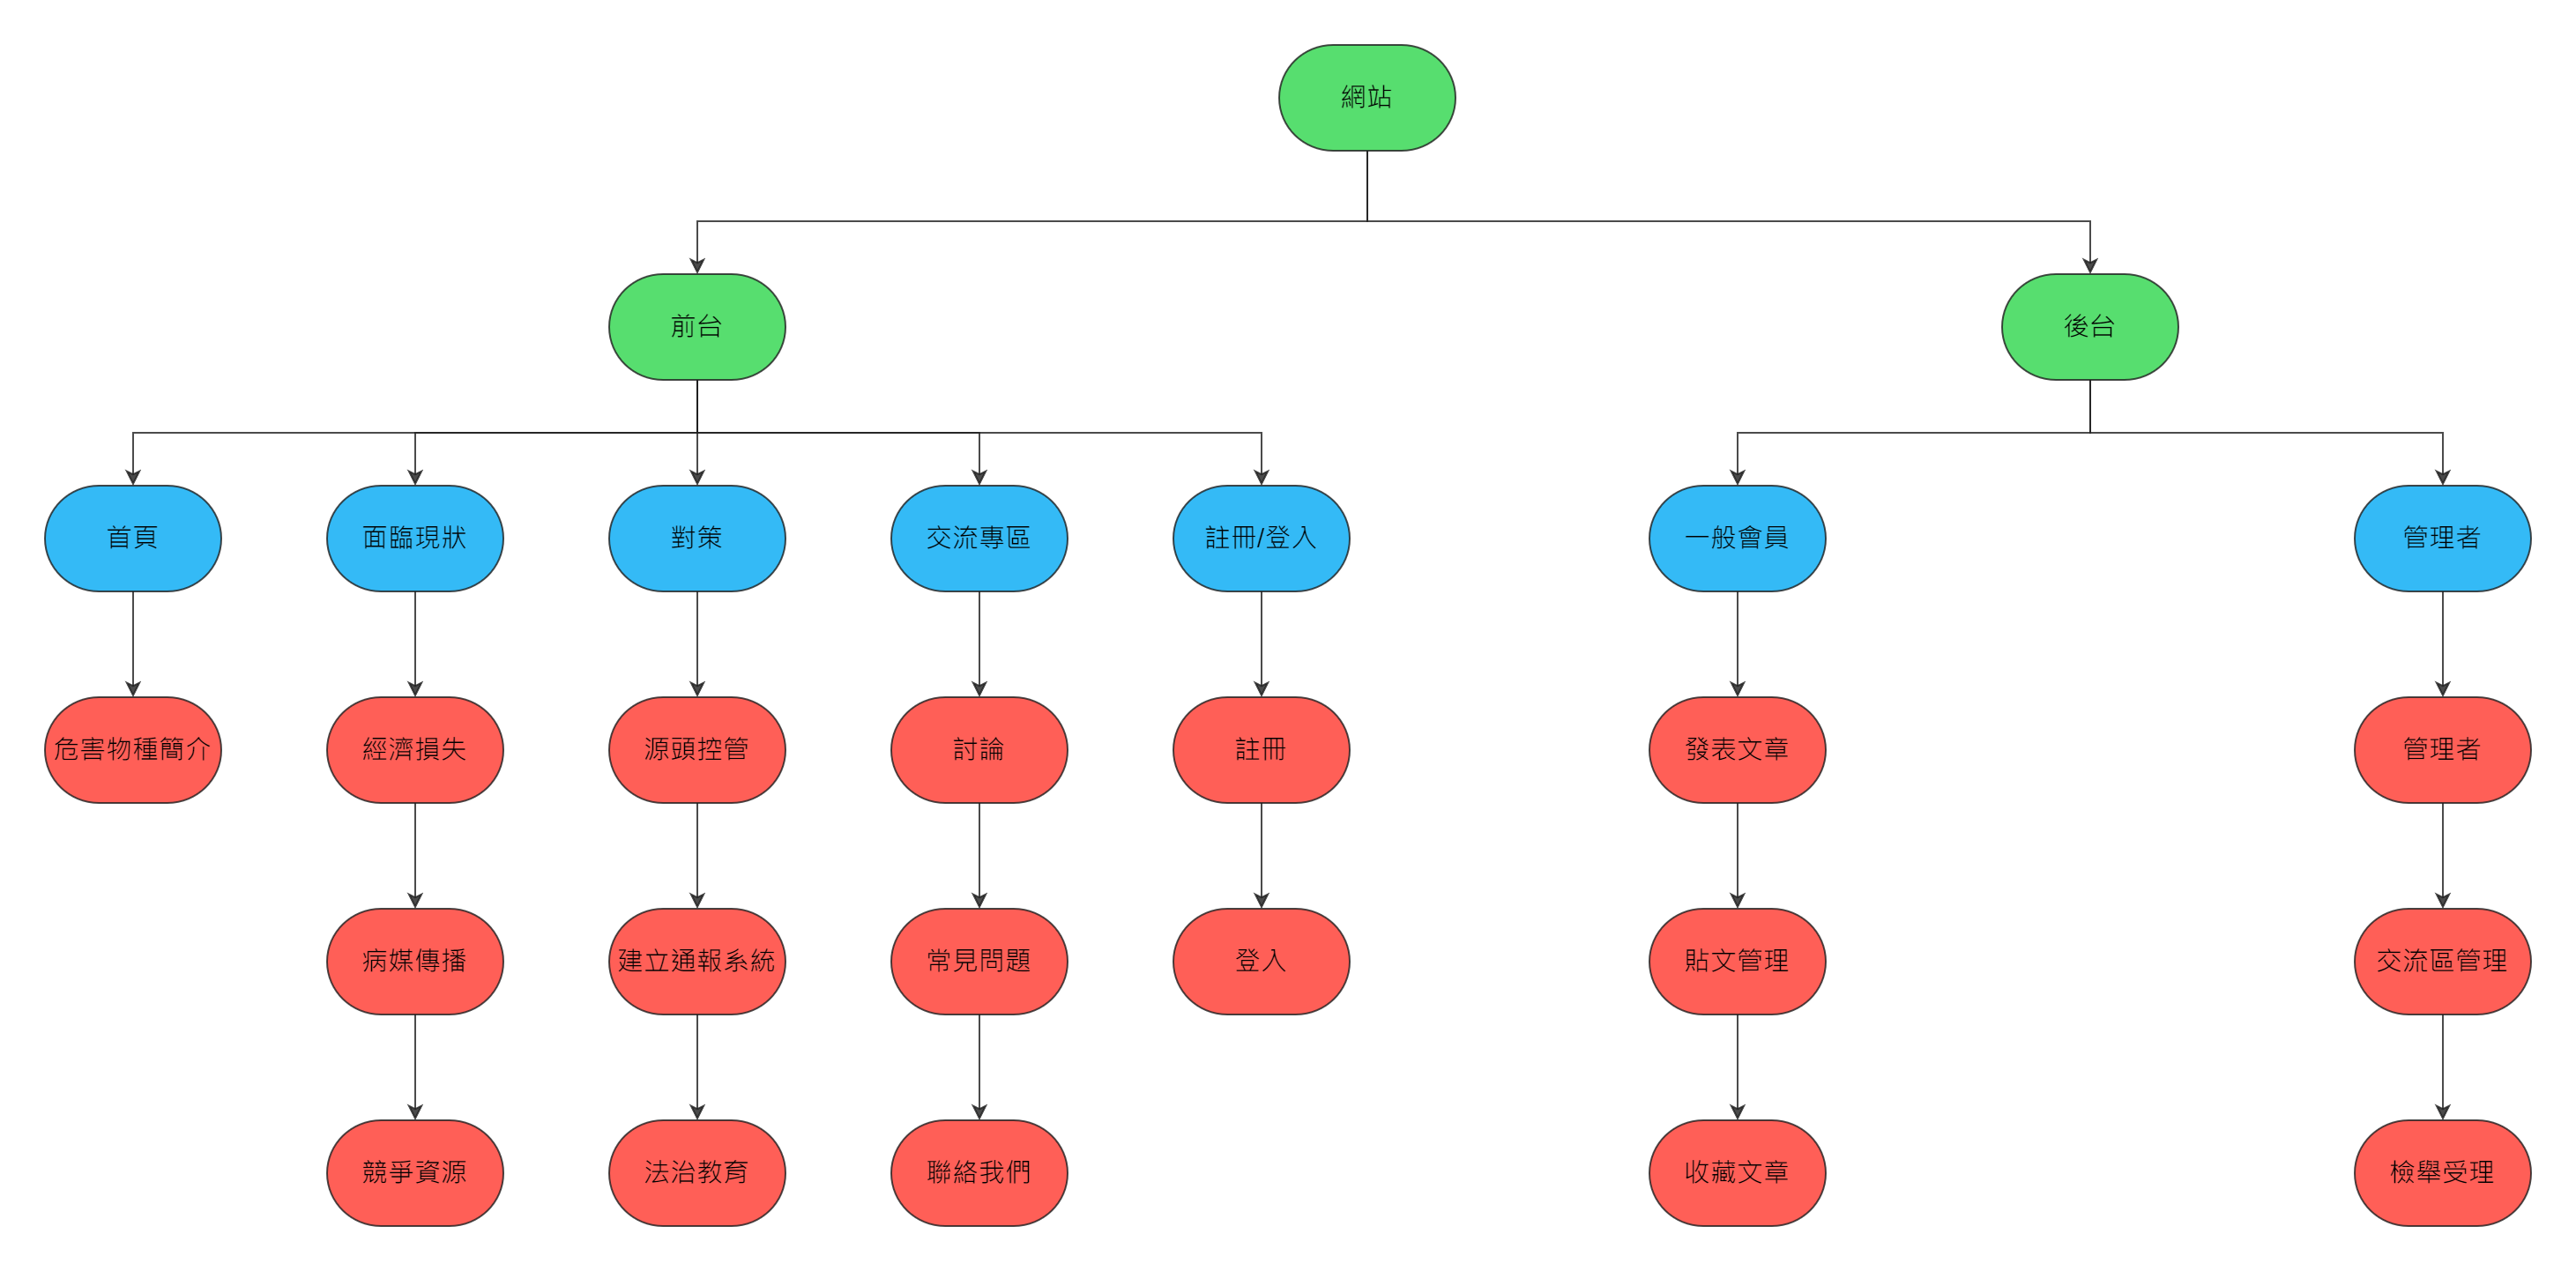 網站
前台
後台
首頁
面臨現狀
對策
交流專區
註冊/登入
一般會員
管理者
危害物種簡介
經濟損失
源頭控管
討論
註冊
發表文章
管理者
病媒傳播
建立通報系統
常見問題
登入
貼文管理
交流區管理
競爭資源
法治教育
聯絡我們
收藏文章
檢舉受理